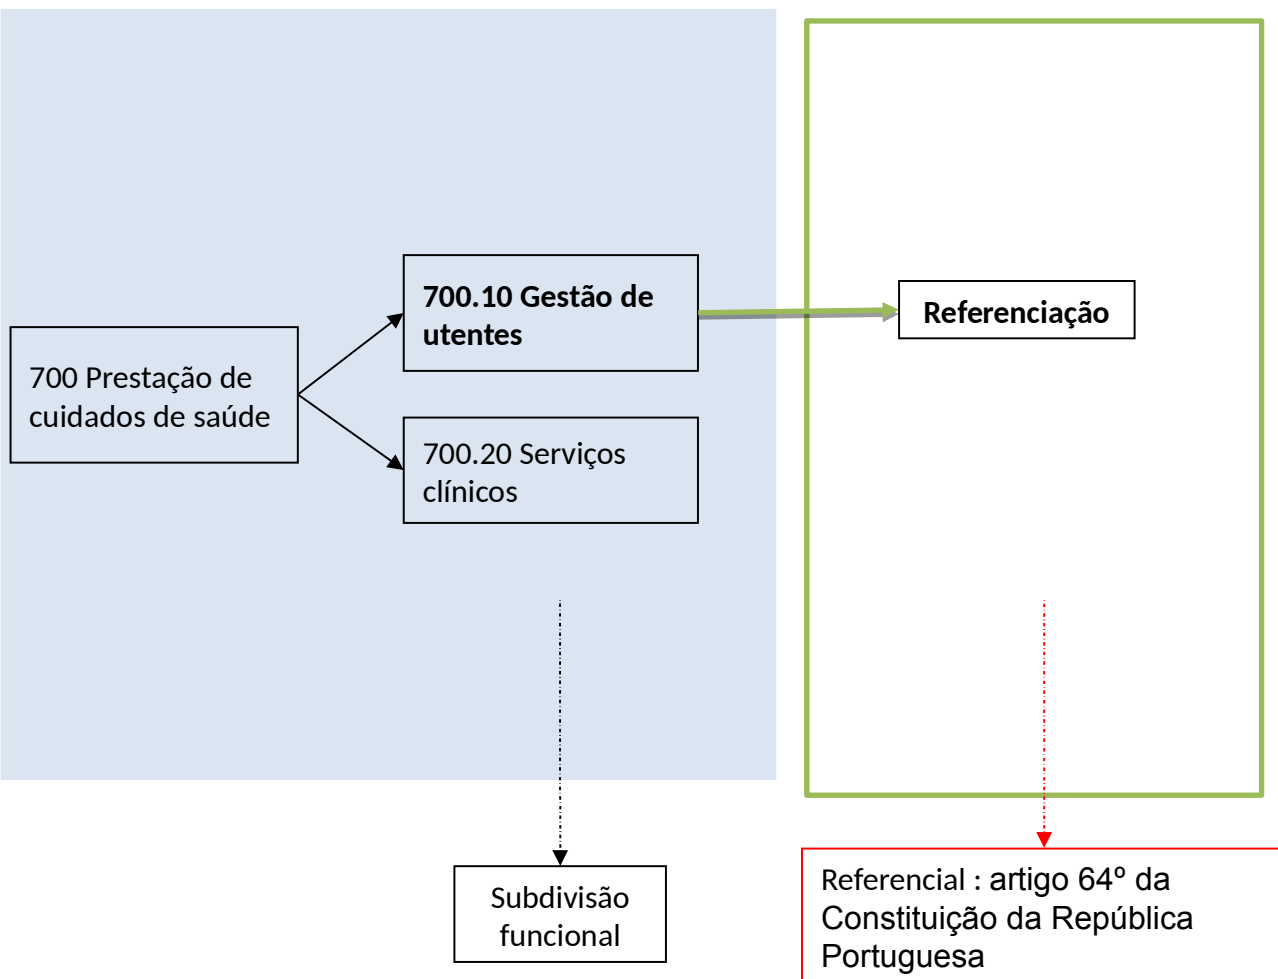 700 Prestação de
cuidados de saúde
700.10 Gestão de
utentes
700.20 Serviços
clínicos
Referenciação
Subdivisão
funcional
Referencial : artigo 64º da
Constituição da República
Portuguesa